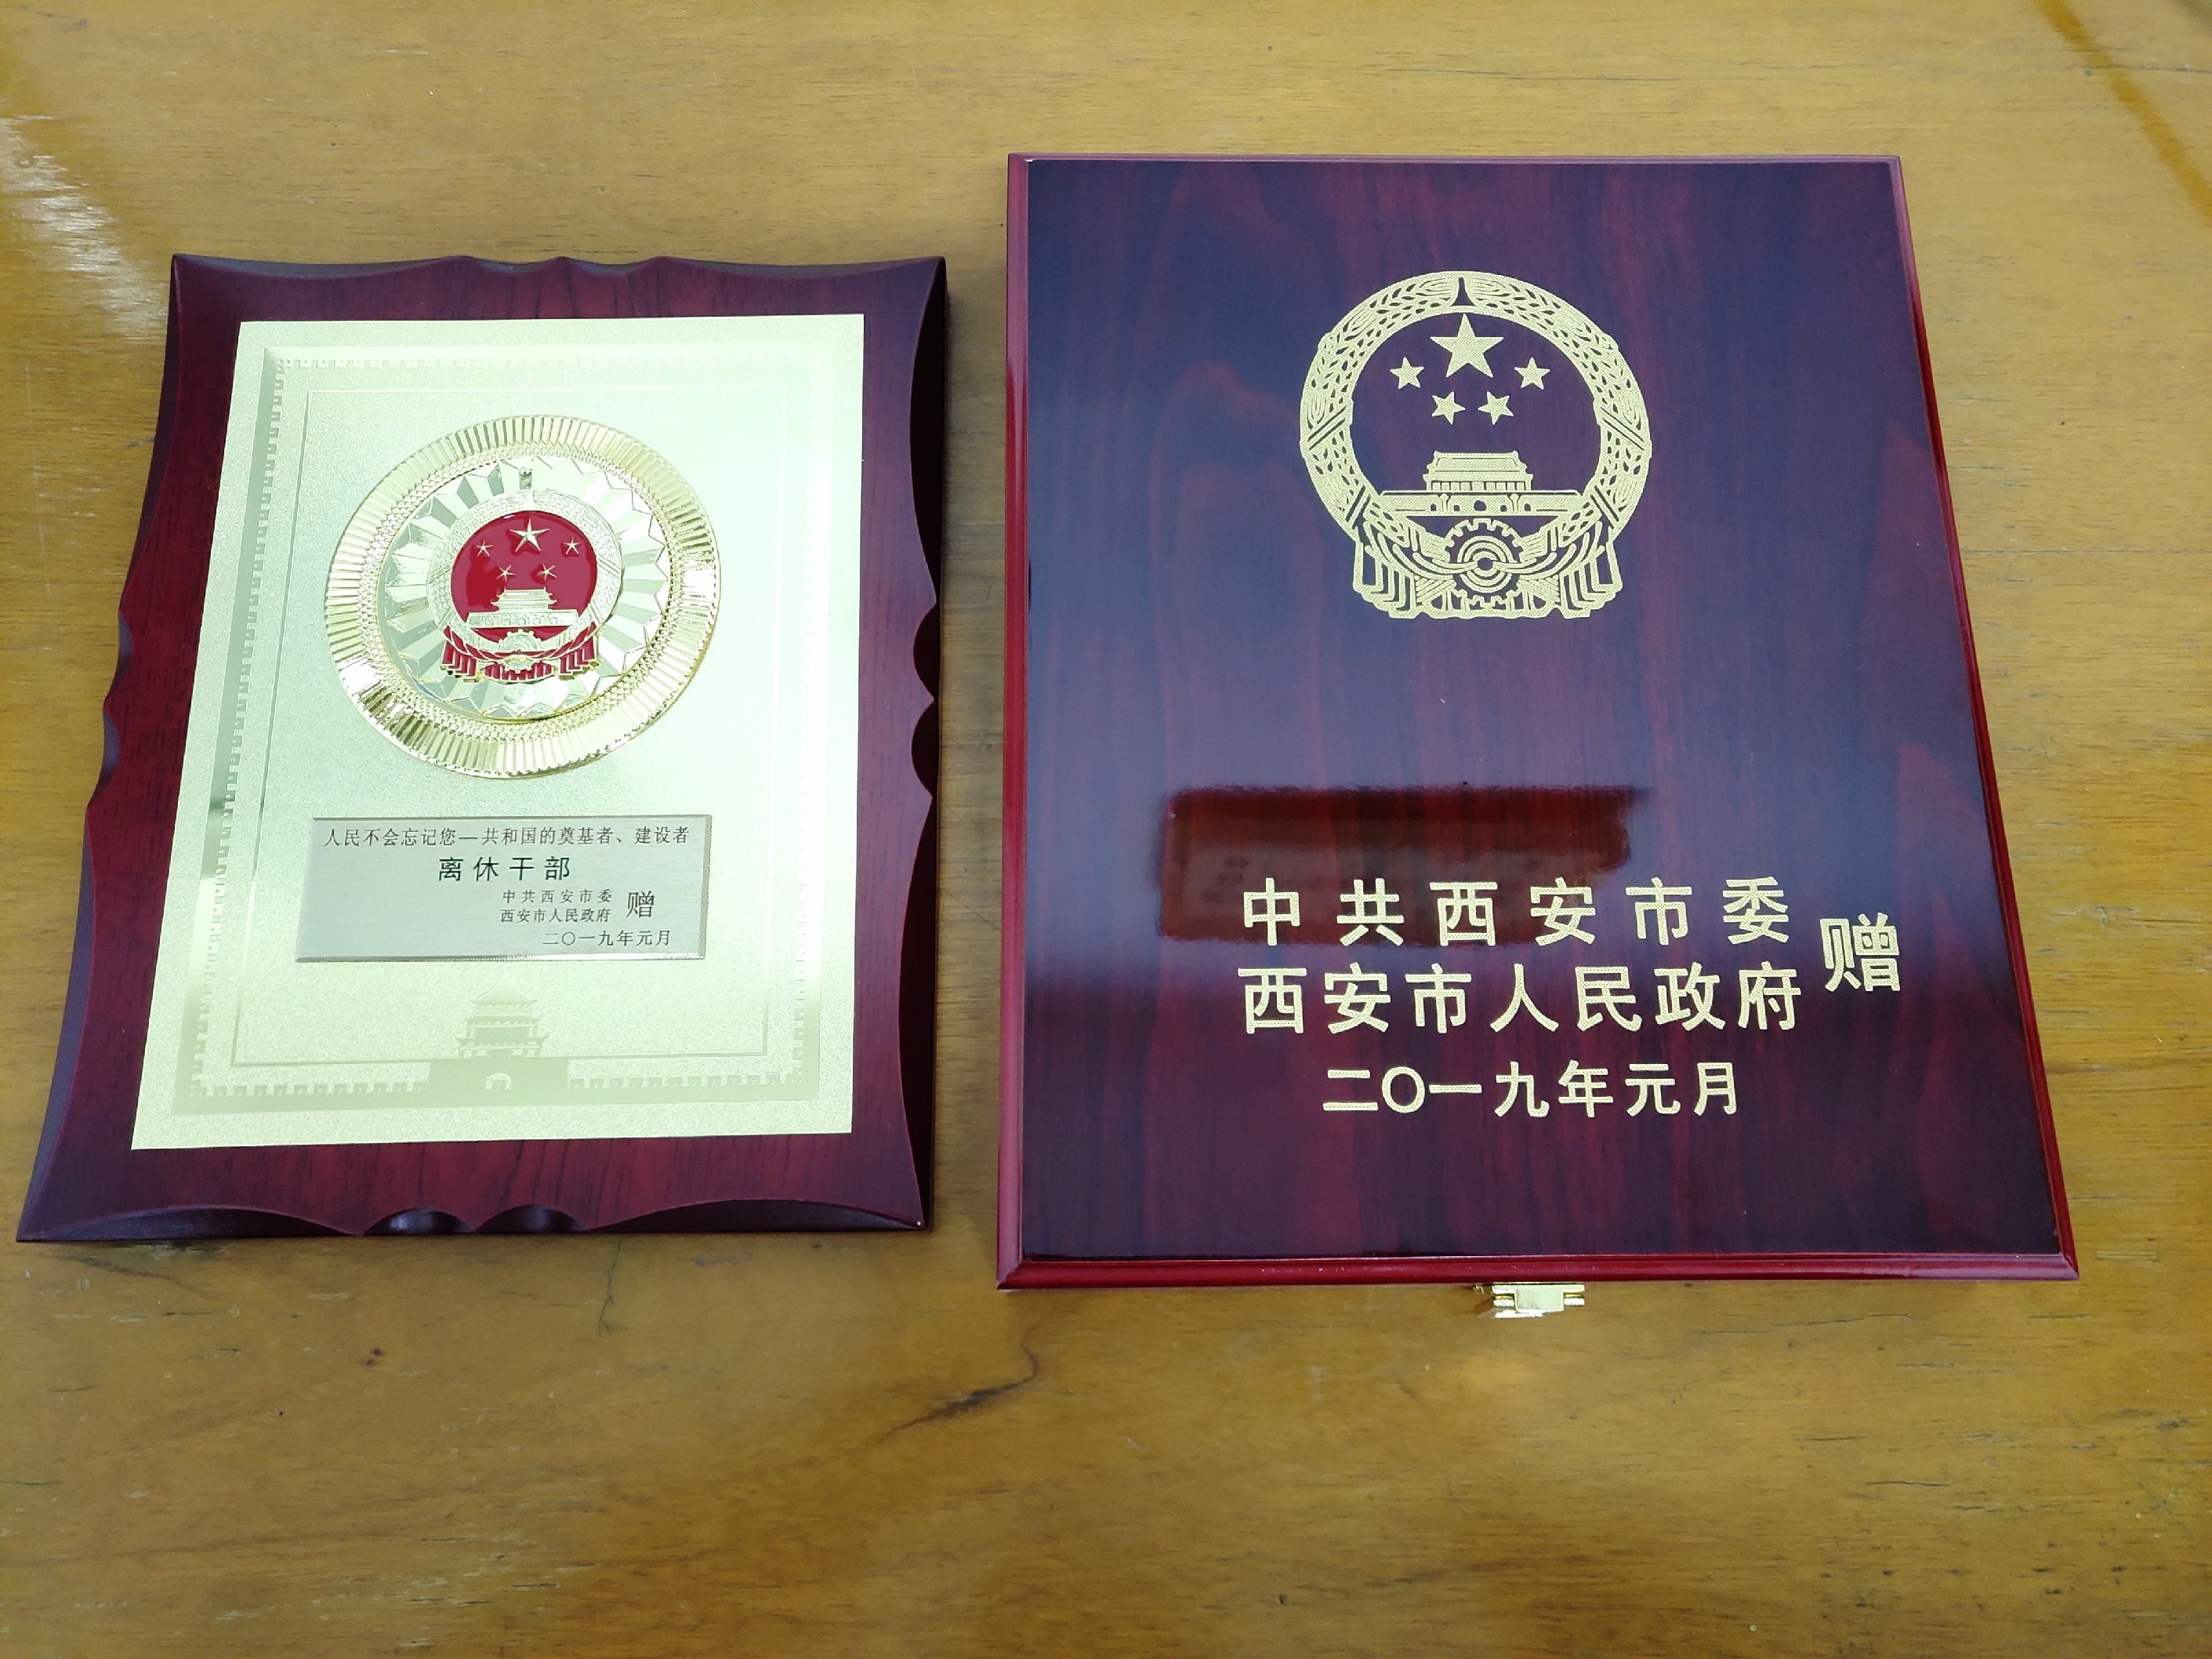 人民不会忘记您—共和国的奠基者、建设者
离休干部
中共西安市委
西安市人民政府 赠
二〇一九年元月
中共西安市委
西安市人民政府 赠
二〇一九年元月